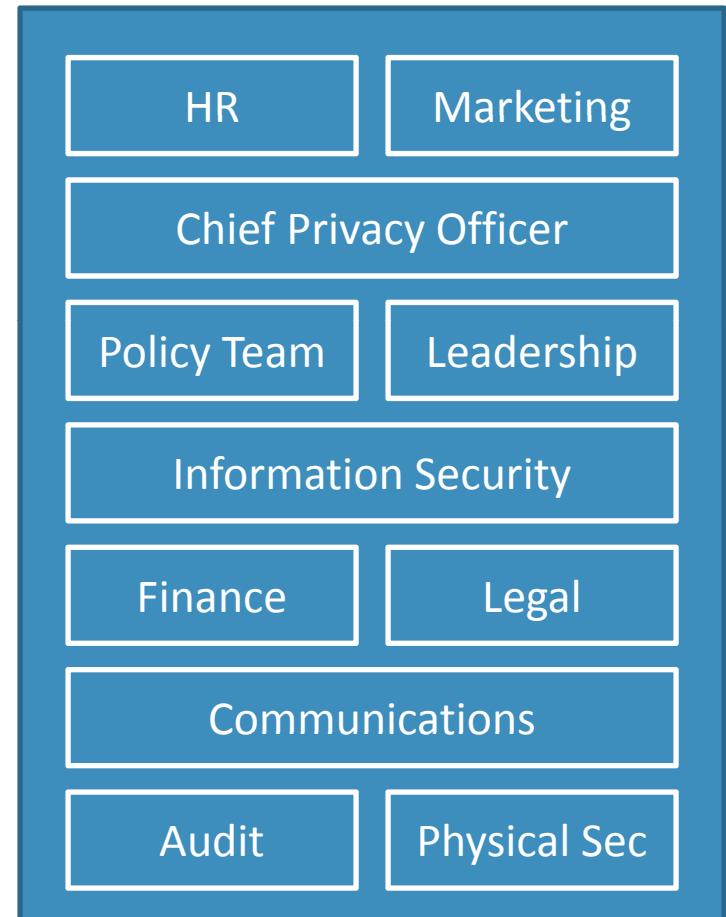 HR Marketing
Chief Privacy Officer
Policy Team Leadership
Information Security
Finance Legal
Communications
Audit Physical Sec